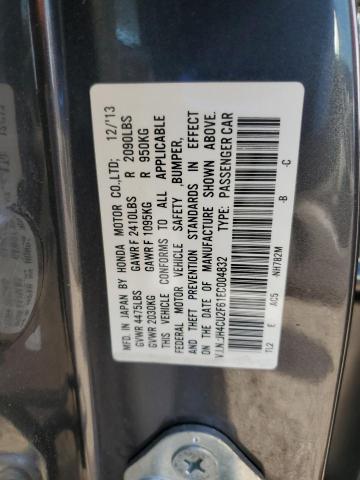 MFD. IN JAPAN BY HONDA MOTOR CO.,LTD; 12/'13
GVWR 4475LBS GAWR F 2410LBS R 2090LBS
GVWR 2030KG GAWR F 1095KG R 950KG
THIS VEHICLE CONFORMS TO ALL APPLICABLE
FEDERAL MOTOR VEHICLE SAFETY ,BUMPER,
AND THEFT PREVENTION STANDARDS IN EFFECT
ON THE DATE OF MANUFACTURE SHOWN ABOVE.
V.I.N.:JH4CU2F61EC004832 TYPE: PASSENGER CAR
TL2 E AC5 -NH782M -B -C